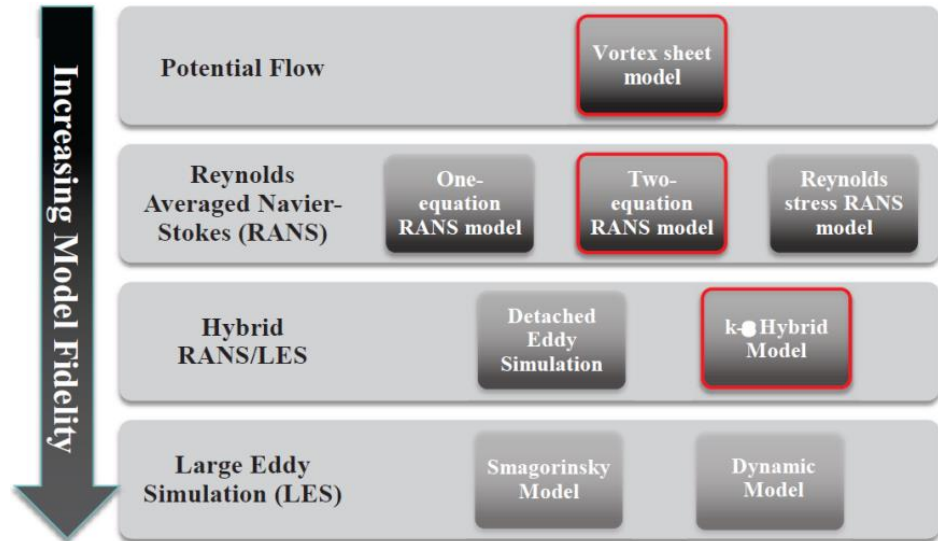 Increasing Model Fidelity
Potential Flow
Vortex sheet
model
Reynolds
Averaged Navier-
Stokes (RANS)
One-
equation
RANS model
Two-
equation
RANS model
Reynolds
stress RANS
model
Hybrid
RANS/LES
Detached
Eddy
Simulation
Hybrid
Model
Large Eddy
Simulation (LES)
Smagorinsky
Model
Dynamic
Model